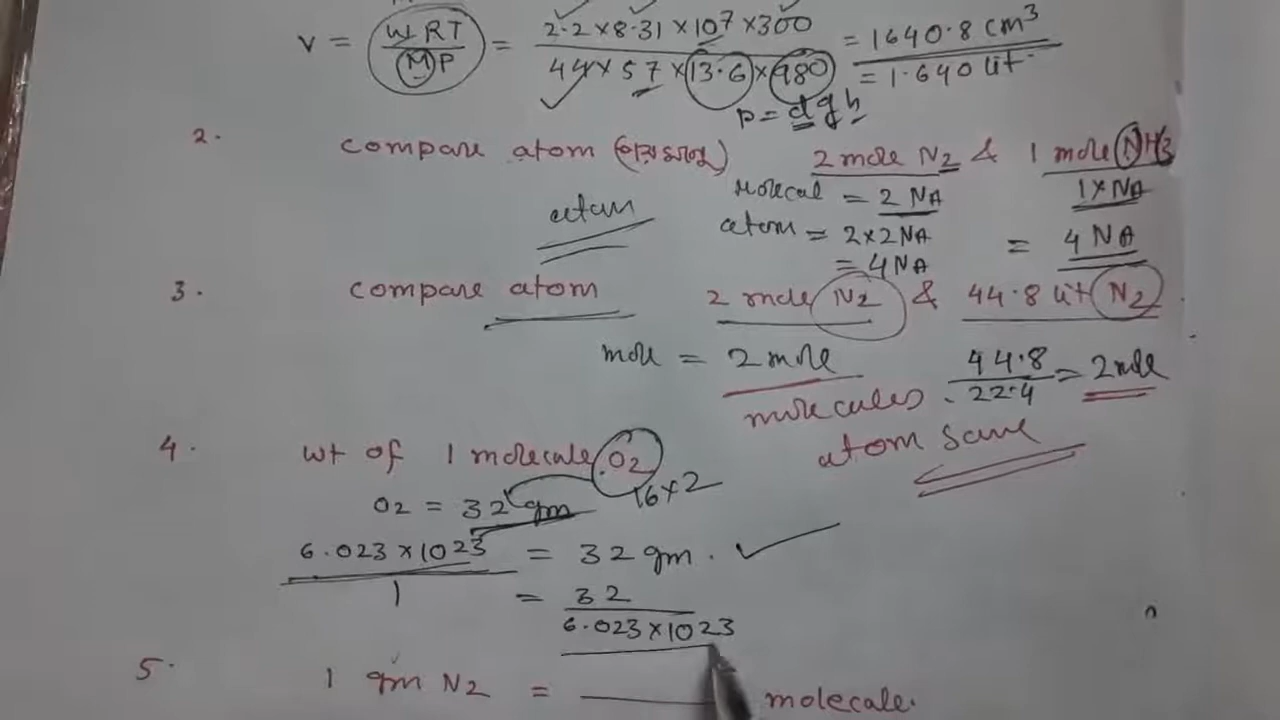 V = WRT / MP = 2.2 × 8.31 × 107 × 300 / 44 × 57 × 13.6 × 980 = 1640.8 cm3
= 1.640 lit.
P = dgh
2. compare atom (পরমাণু) 2 mole N2 & 1 mole NH3
Molecul = 2 NA 1 × NA
atom atom = 2×2NA = 4 NA
= 4NA
3. compare atom 2 mole N2 & 44.8 lit N2
mole = 2 mole 44.8 / 22.4 = 2 mole
molecules.
atom same
4. wt of 1 molecule O2
O2 = 32 gm 16×2
6.023 × 1023 = 32 gm.
1 = 32 / 6.023×1023
5. 1 gm N2 = ______ molecule.